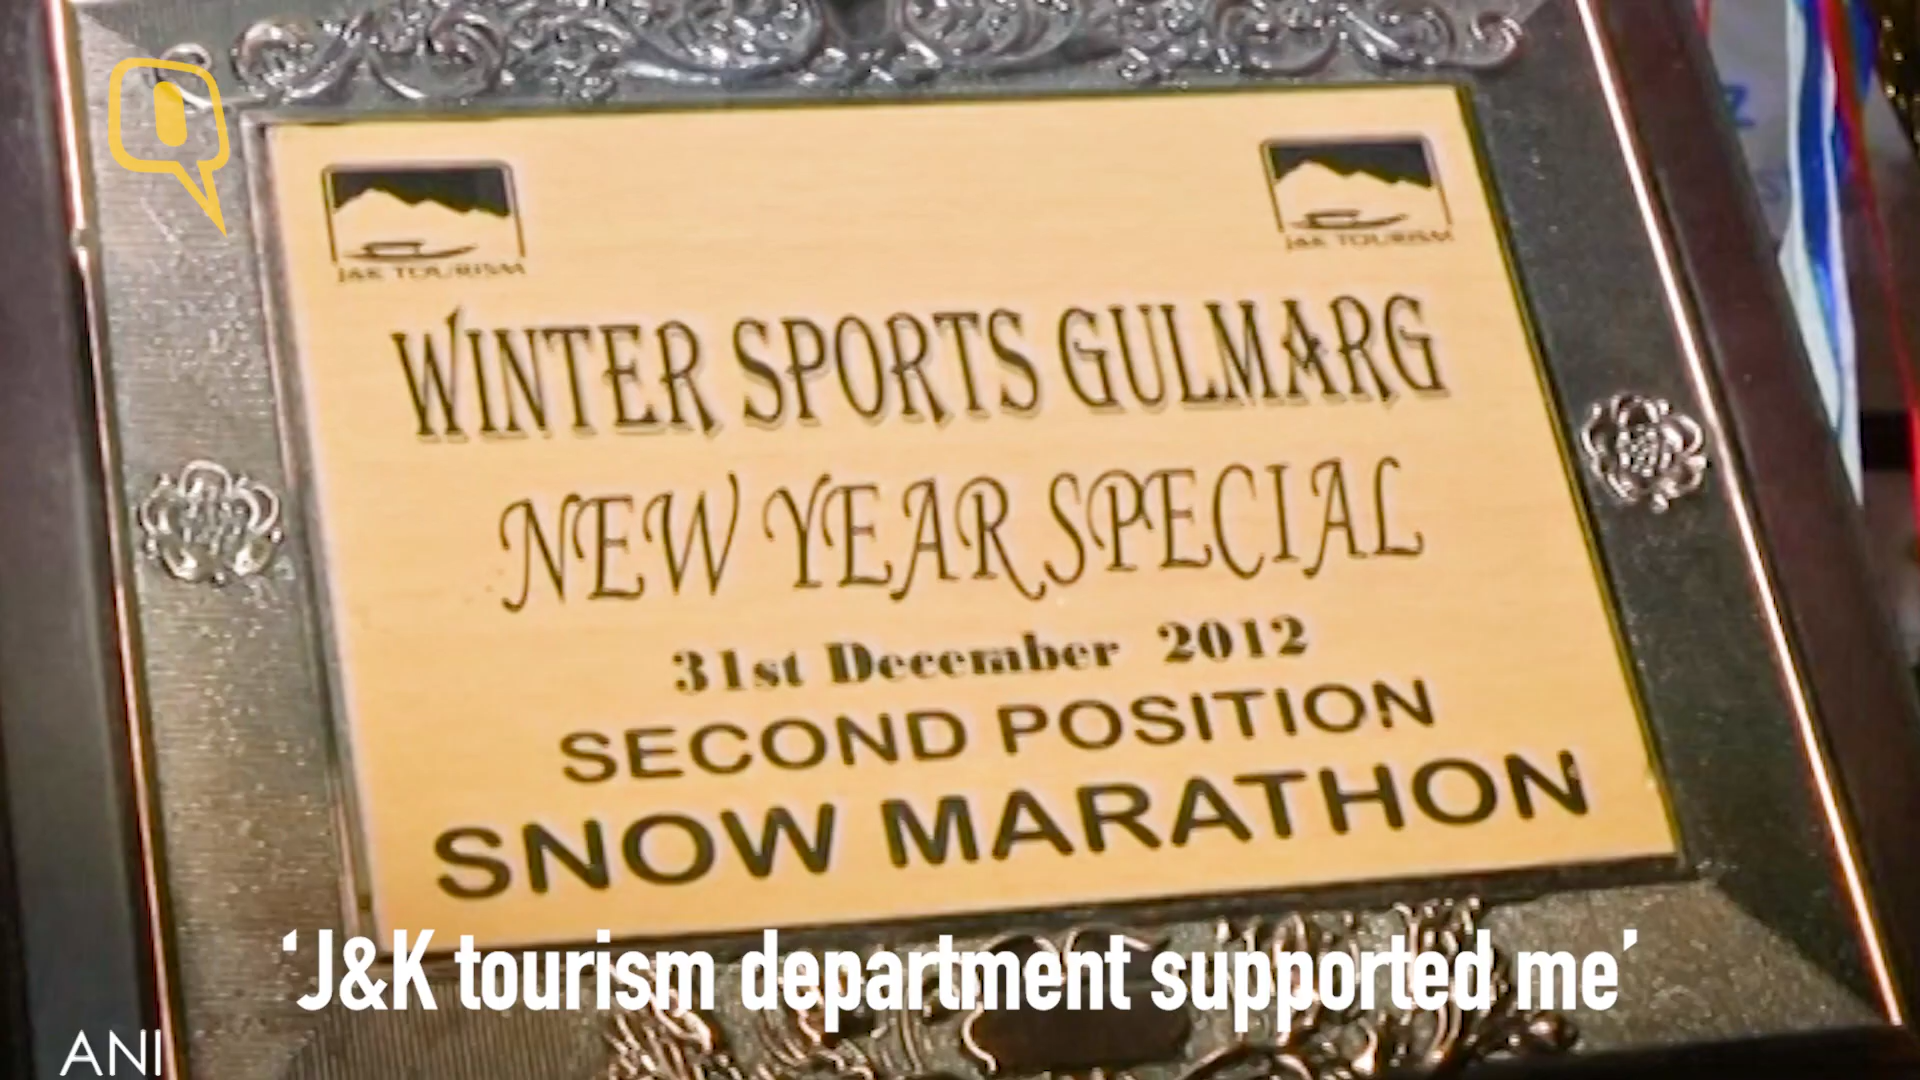 J&K TOURISM
J&K TOURISM
WINTER SPORTS GULMARG
NEW YEAR SPECIAL
31st December 2012
SECOND POSITION
SNOW MARATHON
‘J&K tourism department supported me’
ANI